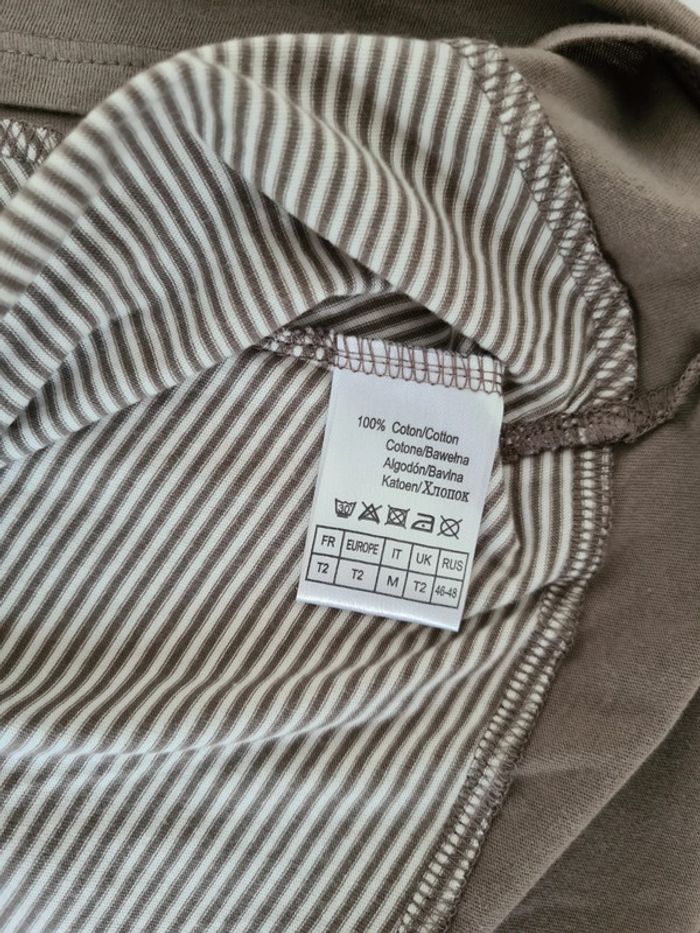 100% Coton/Cotton
Cotone/Bawełna
Algodón/Bavlna
Katoen/Хлопок
30
FR EUROPE IT UK RUS
T2 T2 M T2 46-48